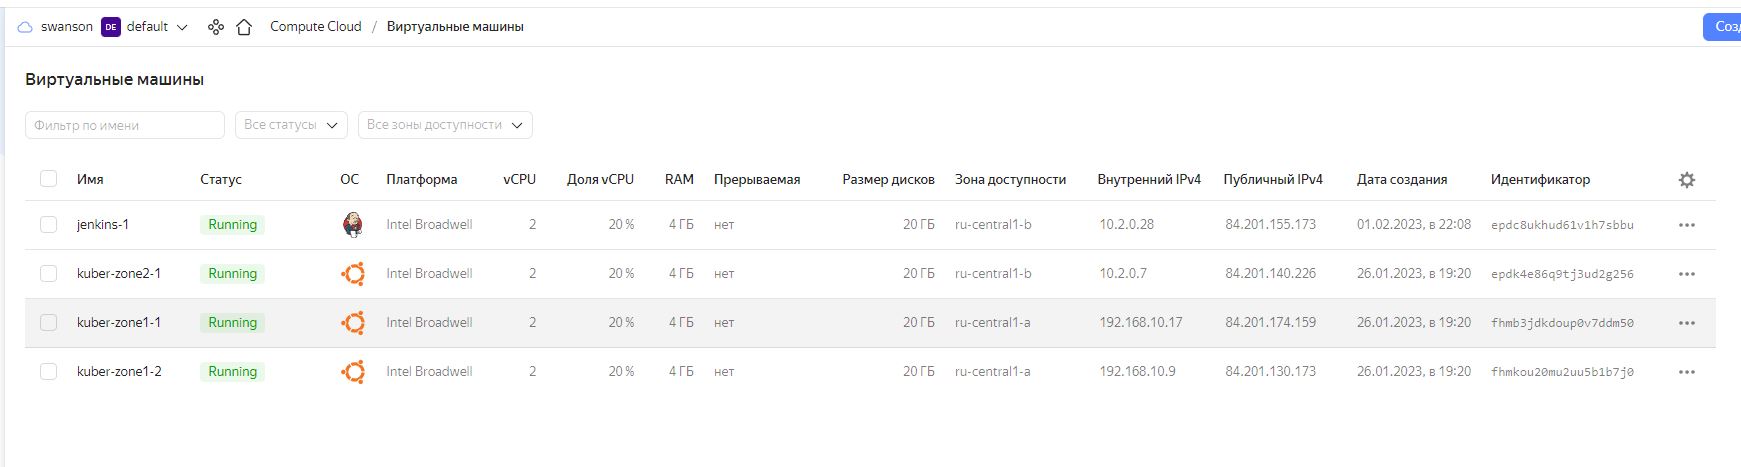 swanson DE default Compute Cloud / Виртуальные машины
Виртуальные машины
Фильтр по имени Все статусы Все зоны доступности
Имя Статус ОС Платформа vCPU Доля vCPU RAM Прерываемая Размер дисков Зона доступности Внутренний IPv4 Публичный IPv4 Дата создания Идентификатор
jenkins-1 Running Intel Broadwell 2 20 % 4 ГБ нет 20 ГБ ru-central1-b 10.2.0.28 84.201.155.173 01.02.2023, в 22:08 epdc8ukhud61v1h7sbbu
kuber-zone2-1 Running Intel Broadwell 2 20 % 4 ГБ нет 20 ГБ ru-central1-b 10.2.0.7 84.201.140.226 26.01.2023, в 19:20 epdk4e86q9tj3ud2g256
kuber-zone1-1 Running Intel Broadwell 2 20 % 4 ГБ нет 20 ГБ ru-central1-a 192.168.10.17 84.201.174.159 26.01.2023, в 19:20 fhmb3jdkdoup0v7ddm50
kuber-zone1-2 Running Intel Broadwell 2 20 % 4 ГБ нет 20 ГБ ru-central1-a 192.168.10.9 84.201.130.173 26.01.2023, в 19:20 fhmkou20mu2uu5b1b7j0